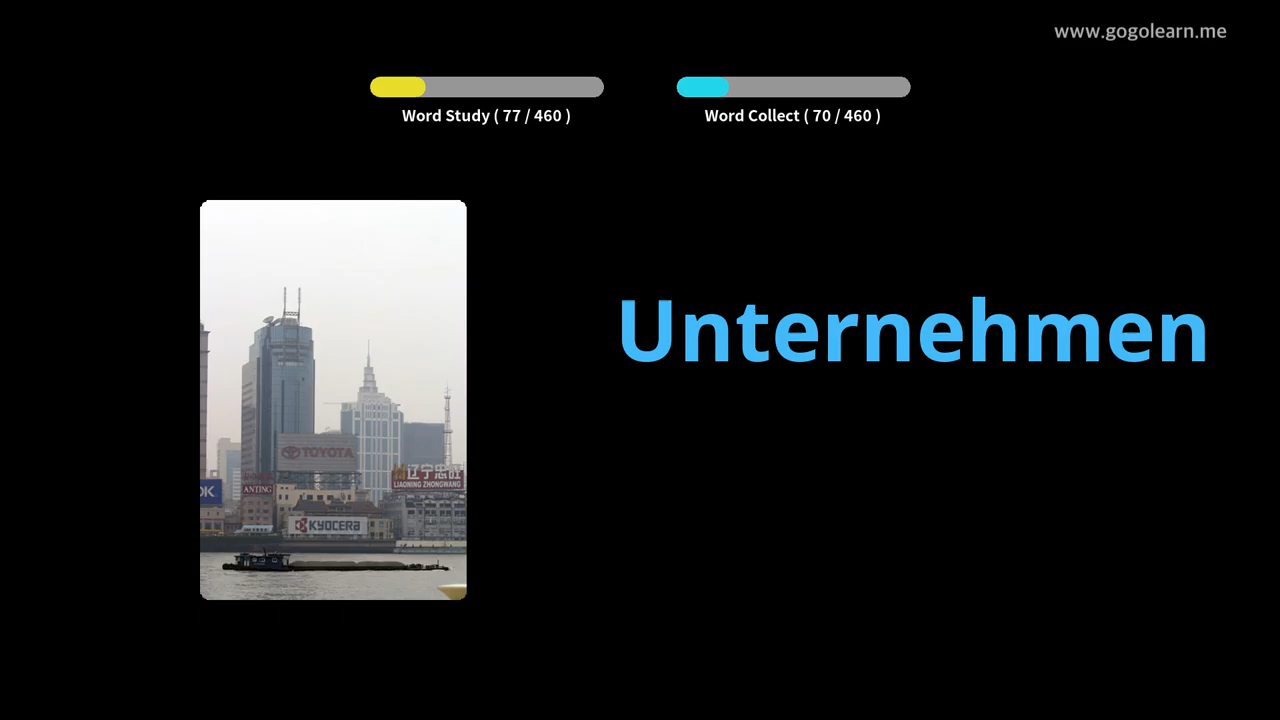 www.gogolearn.me
Word Study ( 77 / 460 )
Word Collect ( 70 / 460 )
Unternehmen
TOYOTA
辽宁忠旺
LIAONING ZHONGWANG
OK
ANTING
KYOCERA